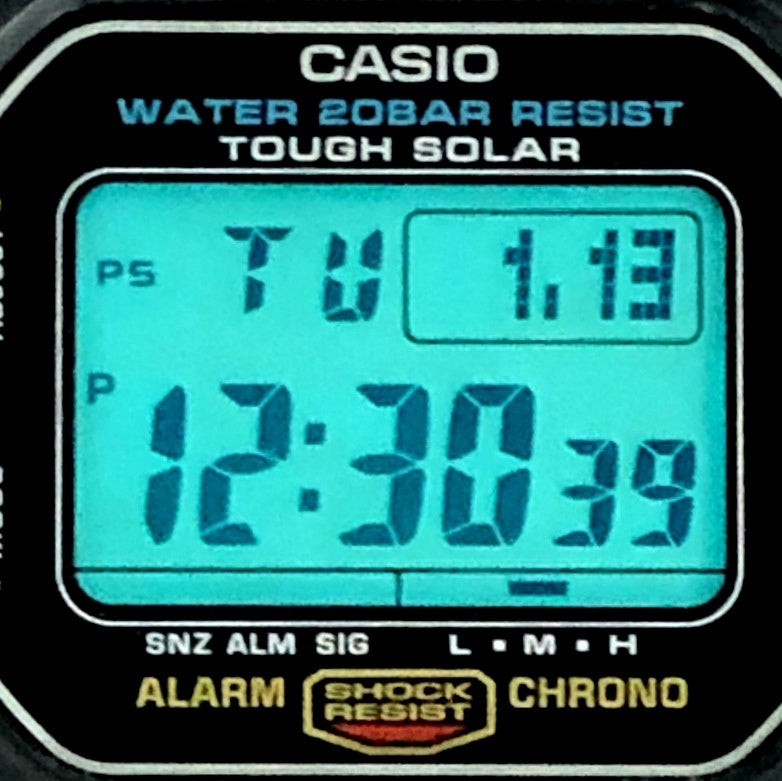 CASIO
WATER 20BAR RESIST
TOUGH SOLAR
PS TU 1.13
P 12:30 39
SNZ ALM SIG L ▪ M ▪ H
ALARM SHOCK RESIST CHRONO